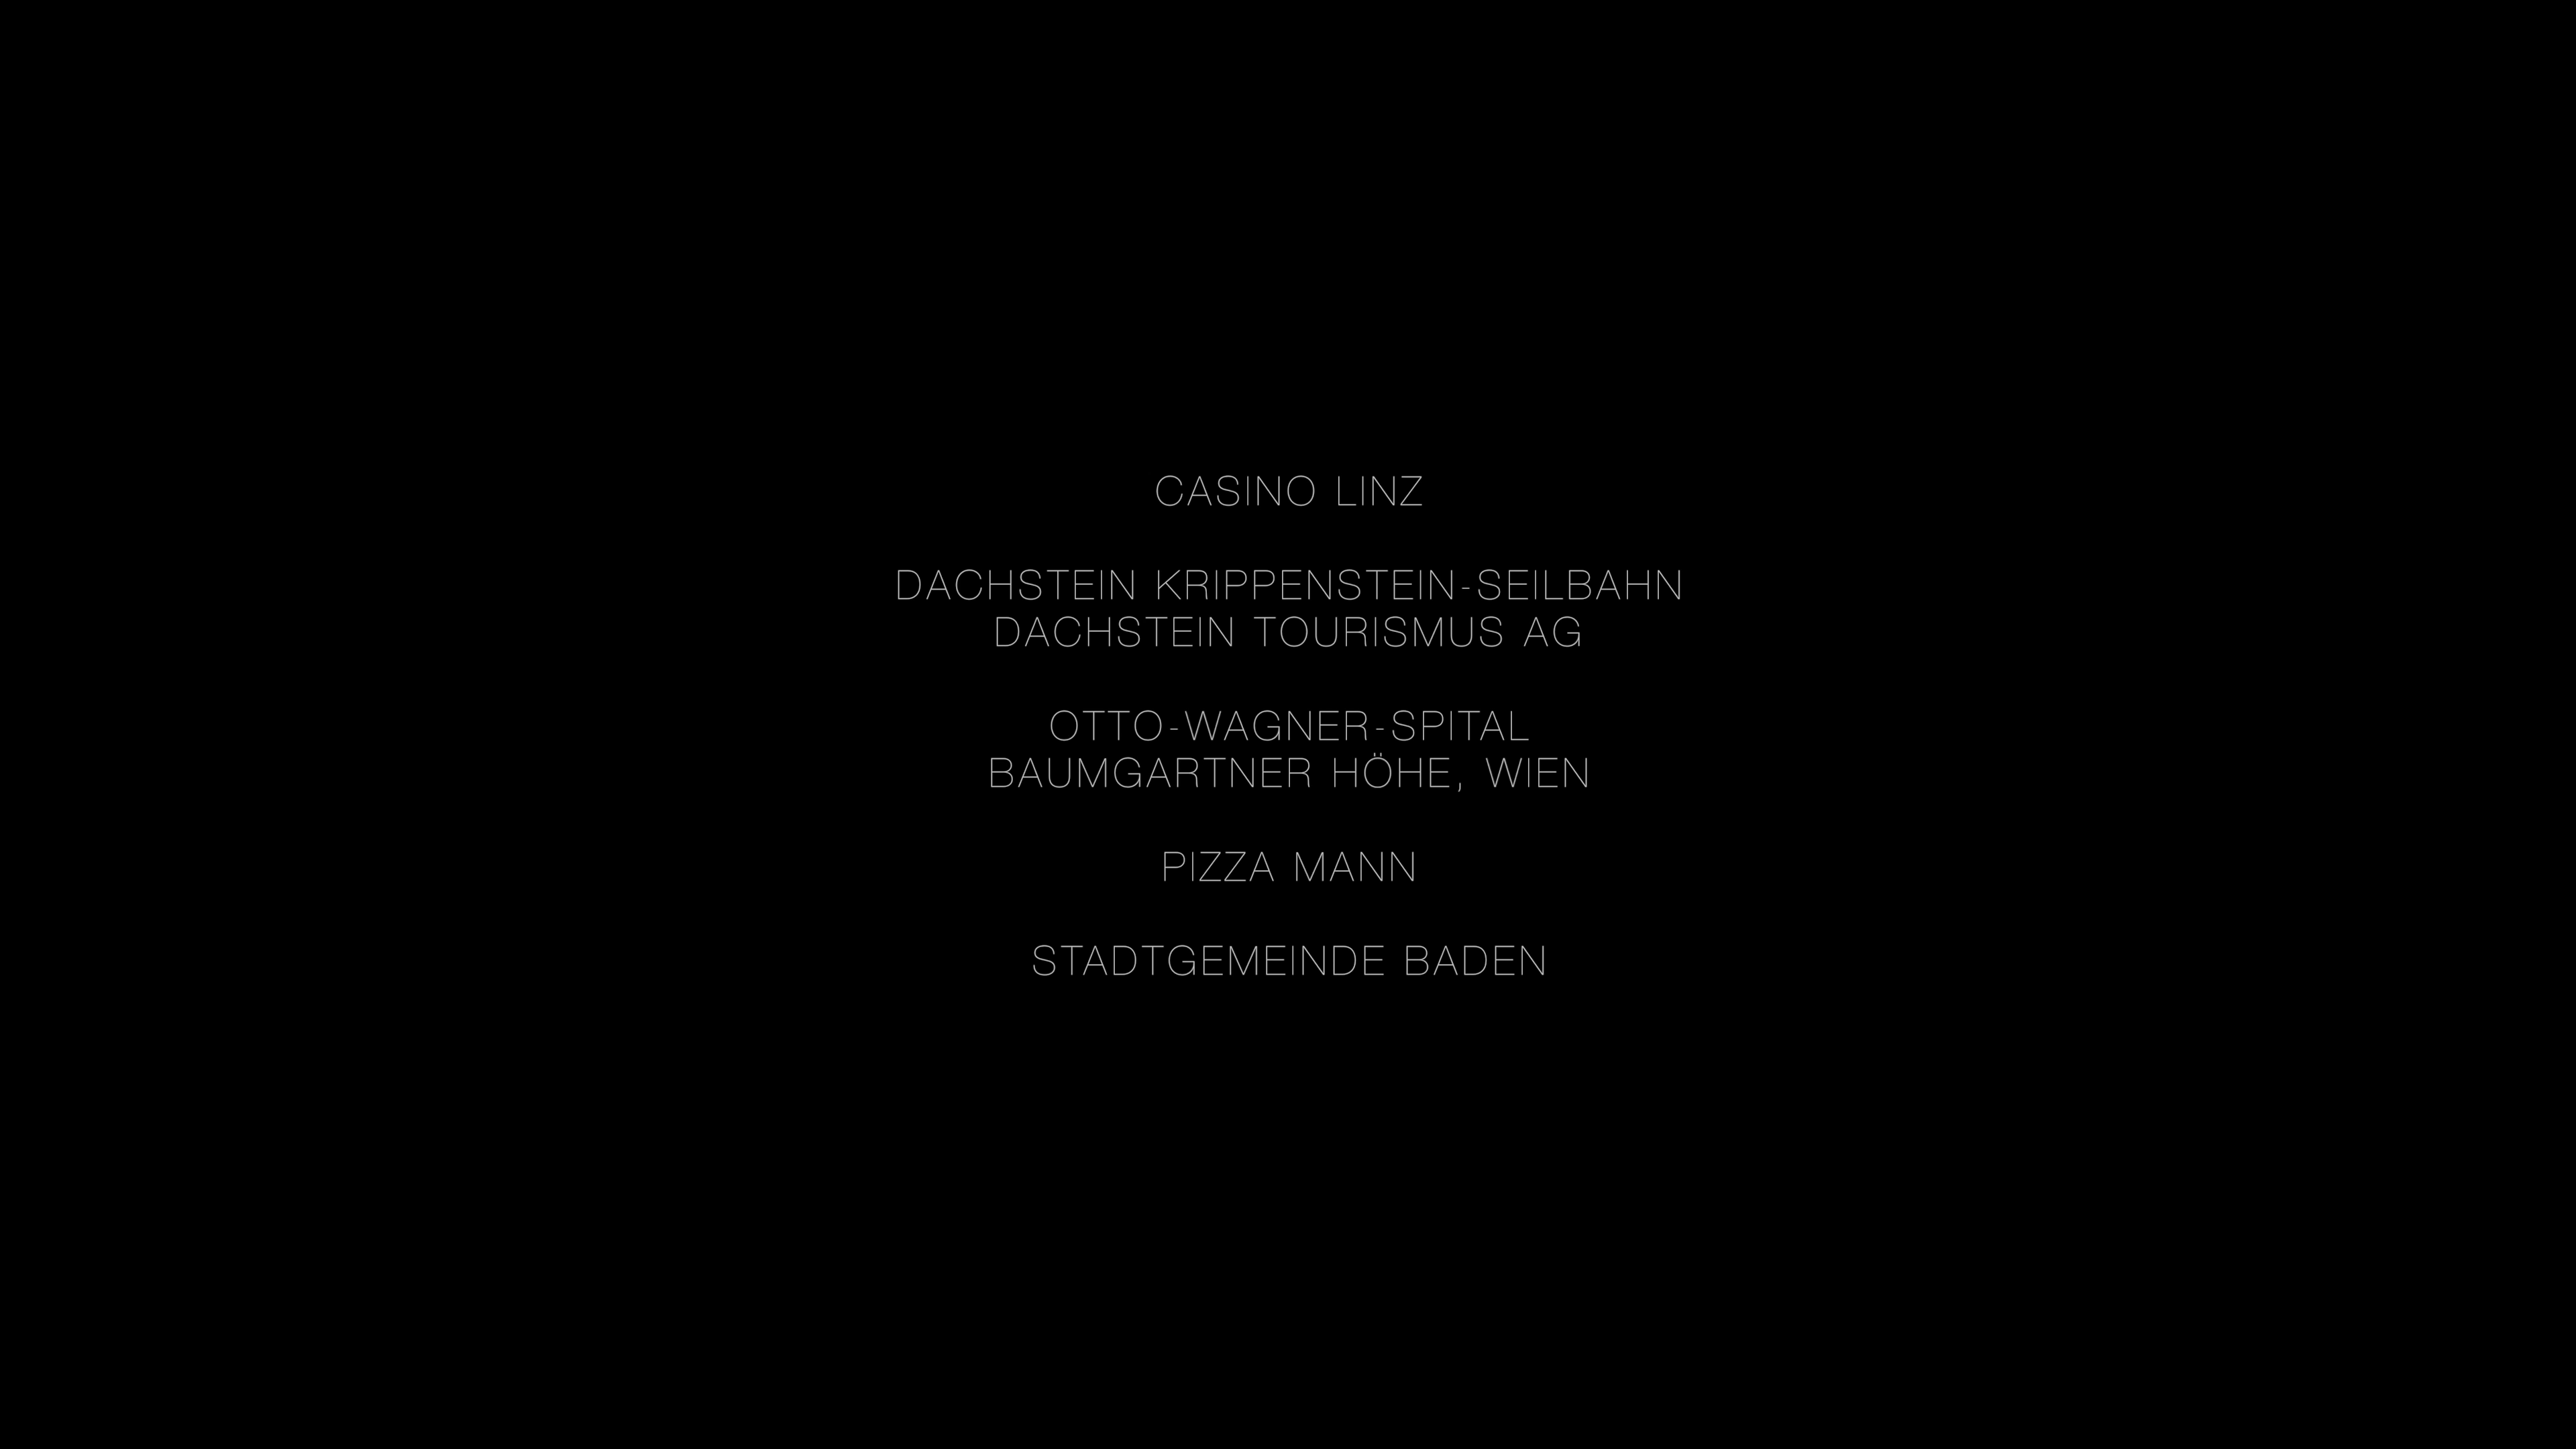 CASINO LINZ
DACHSTEIN KRIPPENSTEIN-SEILBAHN
DACHSTEIN TOURISMUS AG
OTTO-WAGNER-SPITAL
BAUMGARTNER HÖHE, WIEN
PIZZA MANN
STADTGEMEINDE BADEN